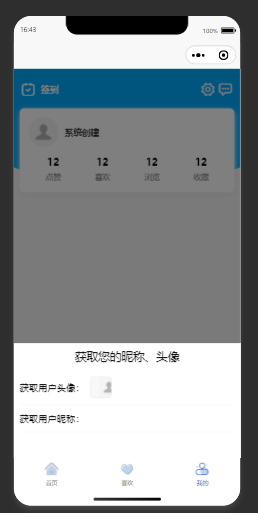 16:43 100%
签到
系统创建
12 12 12 12
点赞 喜欢 浏览 收藏
获取您的昵称、头像
获取用户头像：
获取用户昵称：
首页 喜欢 我的